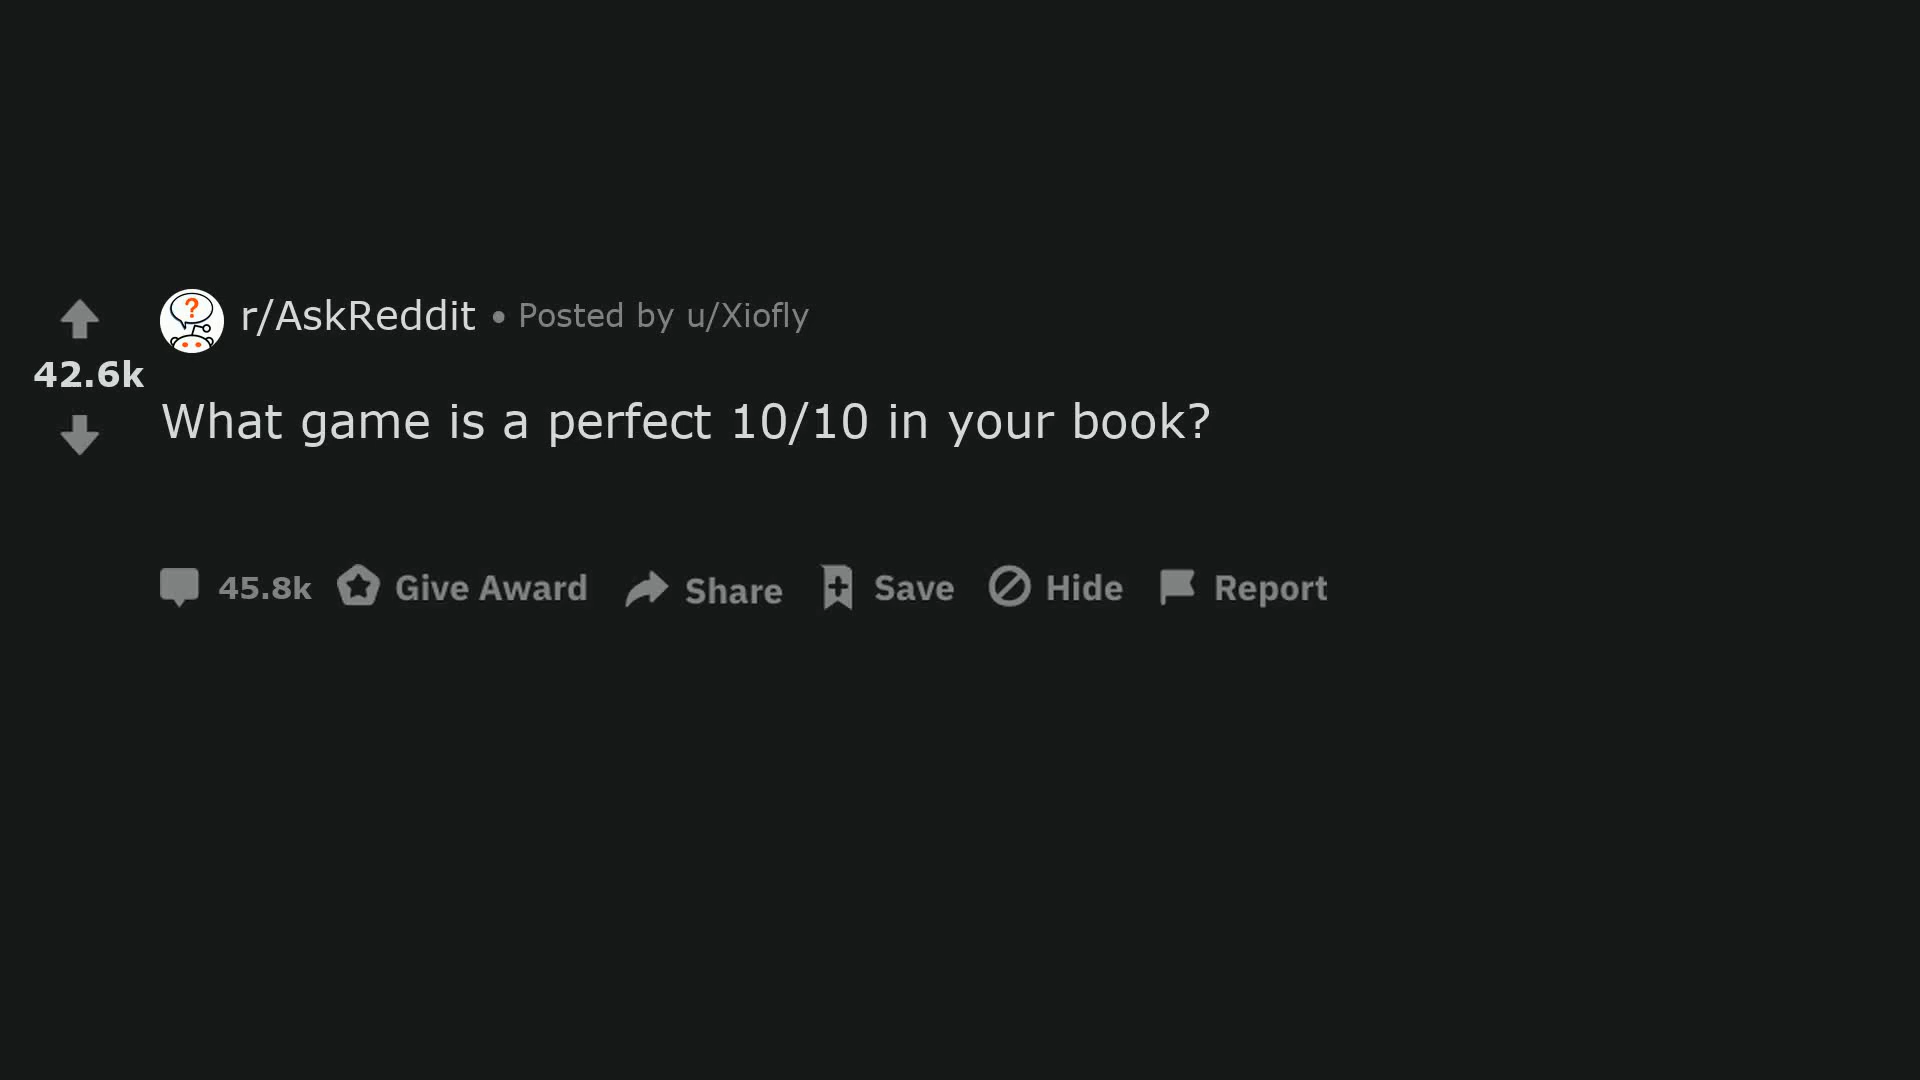 r/AskReddit • Posted by u/Xiofly
42.6k
What game is a perfect 10/10 in your book?
45.8k Give Award Share Save Hide Report